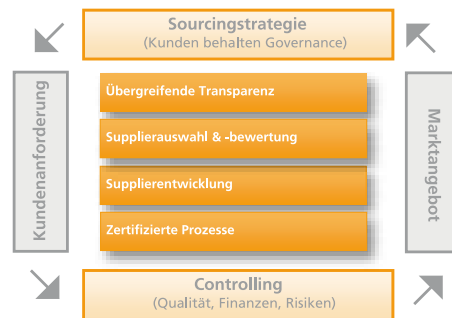 Sourcingstrategie
(Kunden behalten Governance)
Kundenanforderung
Übergreifende Transparenz
Supplierauswahl & -bewertung
Supplierentwicklung
Zertifizierte Prozesse
Marktangebot
Controlling
(Qualität, Finanzen, Risiken)